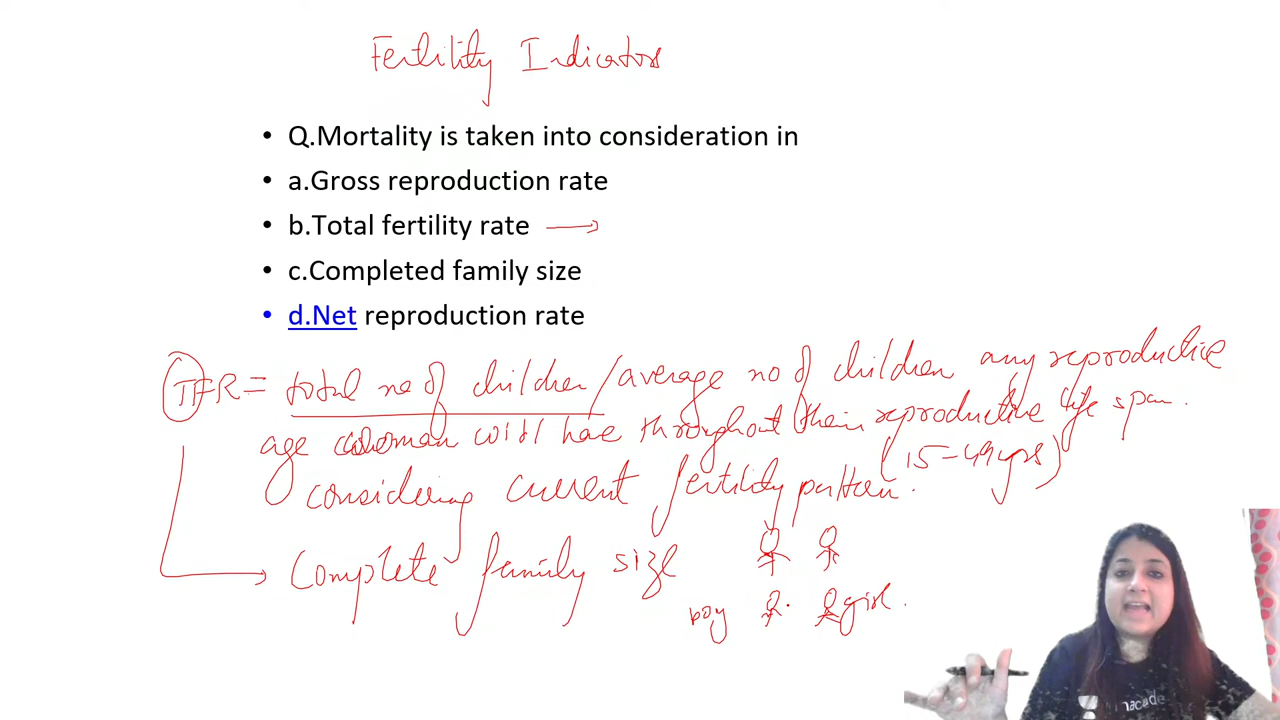 Fertility Indicators
• Q.Mortality is taken into consideration in
• a.Gross reproduction rate
• b.Total fertility rate →
• c.Completed family size
• d.Net reproduction rate
TFR = total no of children/average no of children any reproductive
age woman will have throughout their reproductive life span.
(15-49yrs)
considering current fertility pattern.
Complete family size
boy girl.
nacade